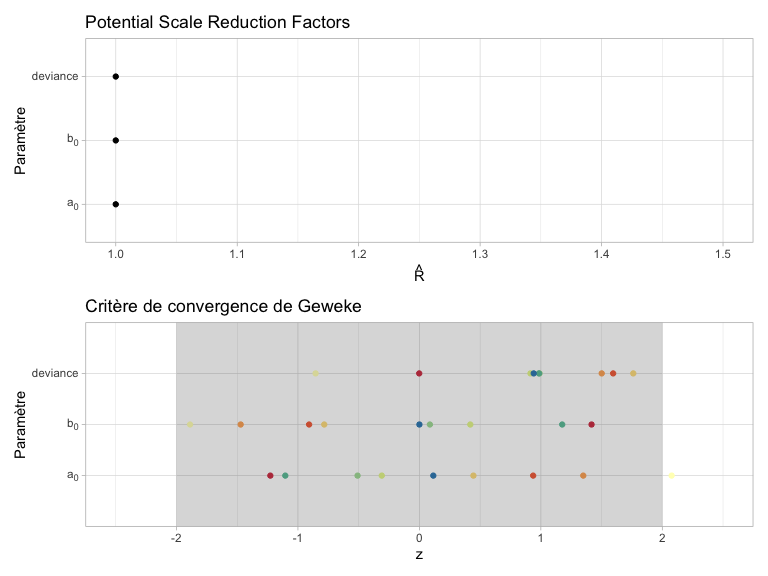 Potential Scale Reduction Factors
Paramètre
deviance
b0
a0
1.0 1.1 1.2 1.3 1.4 1.5
R̂
Critère de convergence de Geweke
Paramètre
deviance
b0
a0
-2 -1 0 1 2
z